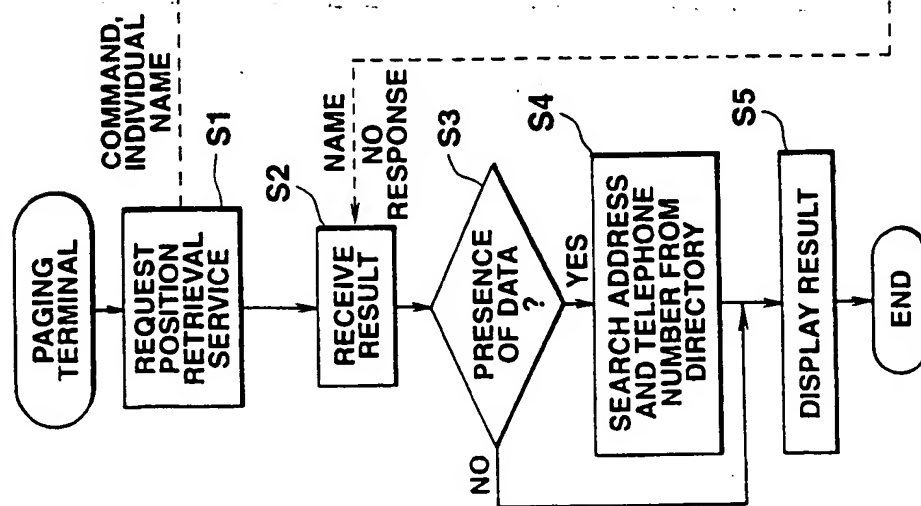 PAGING
TERMINAL
COMMAND,
INDIVIDUAL
NAME
S1
REQUEST
POSITION
RETRIEVAL
SERVICE
S2
NAME
NO
RESPONSE
RECEIVE
RESULT
S3
PRESENCE
OF DATA
?
NO
YES
S4
SEARCH ADDRESS
AND TELEPHONE
NUMBER FROM
DIRECTORY
S5
DISPLAY RESULT
END